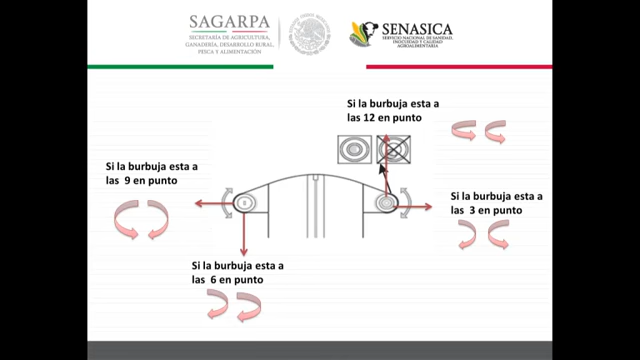 SAGARPA
SECRETARÍA DE AGRICULTURA,
GANADERÍA, DESARROLLO RURAL,
PESCA Y ALIMENTACIÓN
SENASICA
SERVICIO NACIONAL DE SANIDAD,
INOCUIDAD Y CALIDAD
AGROALIMENTARIA
Si la burbuja esta a
las 12 en punto
Si la burbuja esta a
las 9 en punto
Si la burbuja esta a
las 3 en punto
Si la burbuja esta a
las 6 en punto